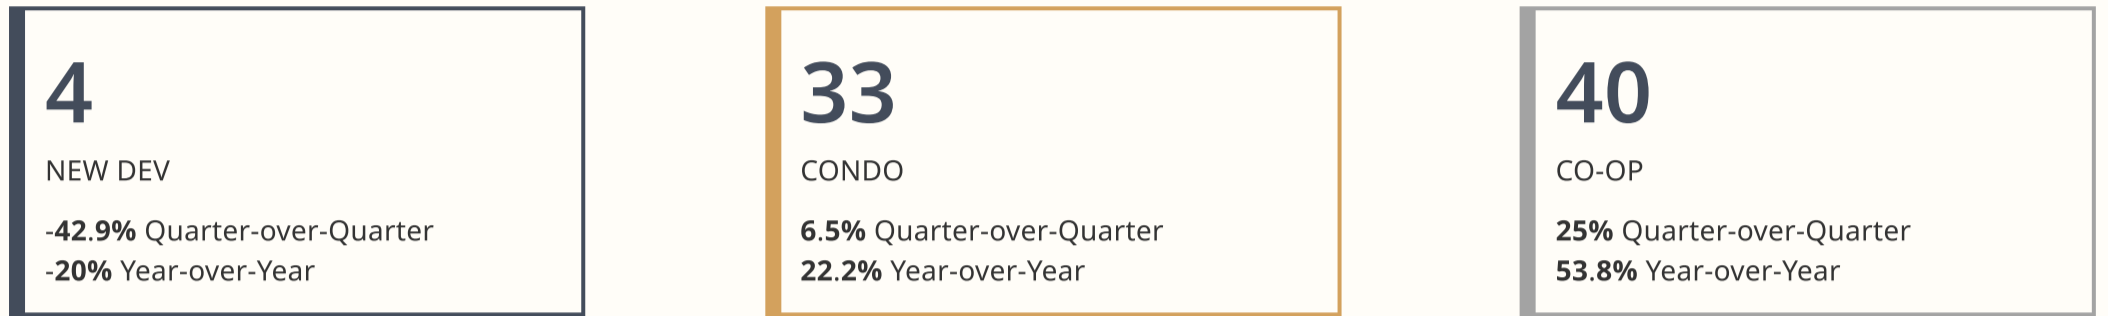 4
NEW DEV
-42.9% Quarter-over-Quarter
-20% Year-over-Year
33
CONDO
6.5% Quarter-over-Quarter
22.2% Year-over-Year
40
CO-OP
25% Quarter-over-Quarter
53.8% Year-over-Year